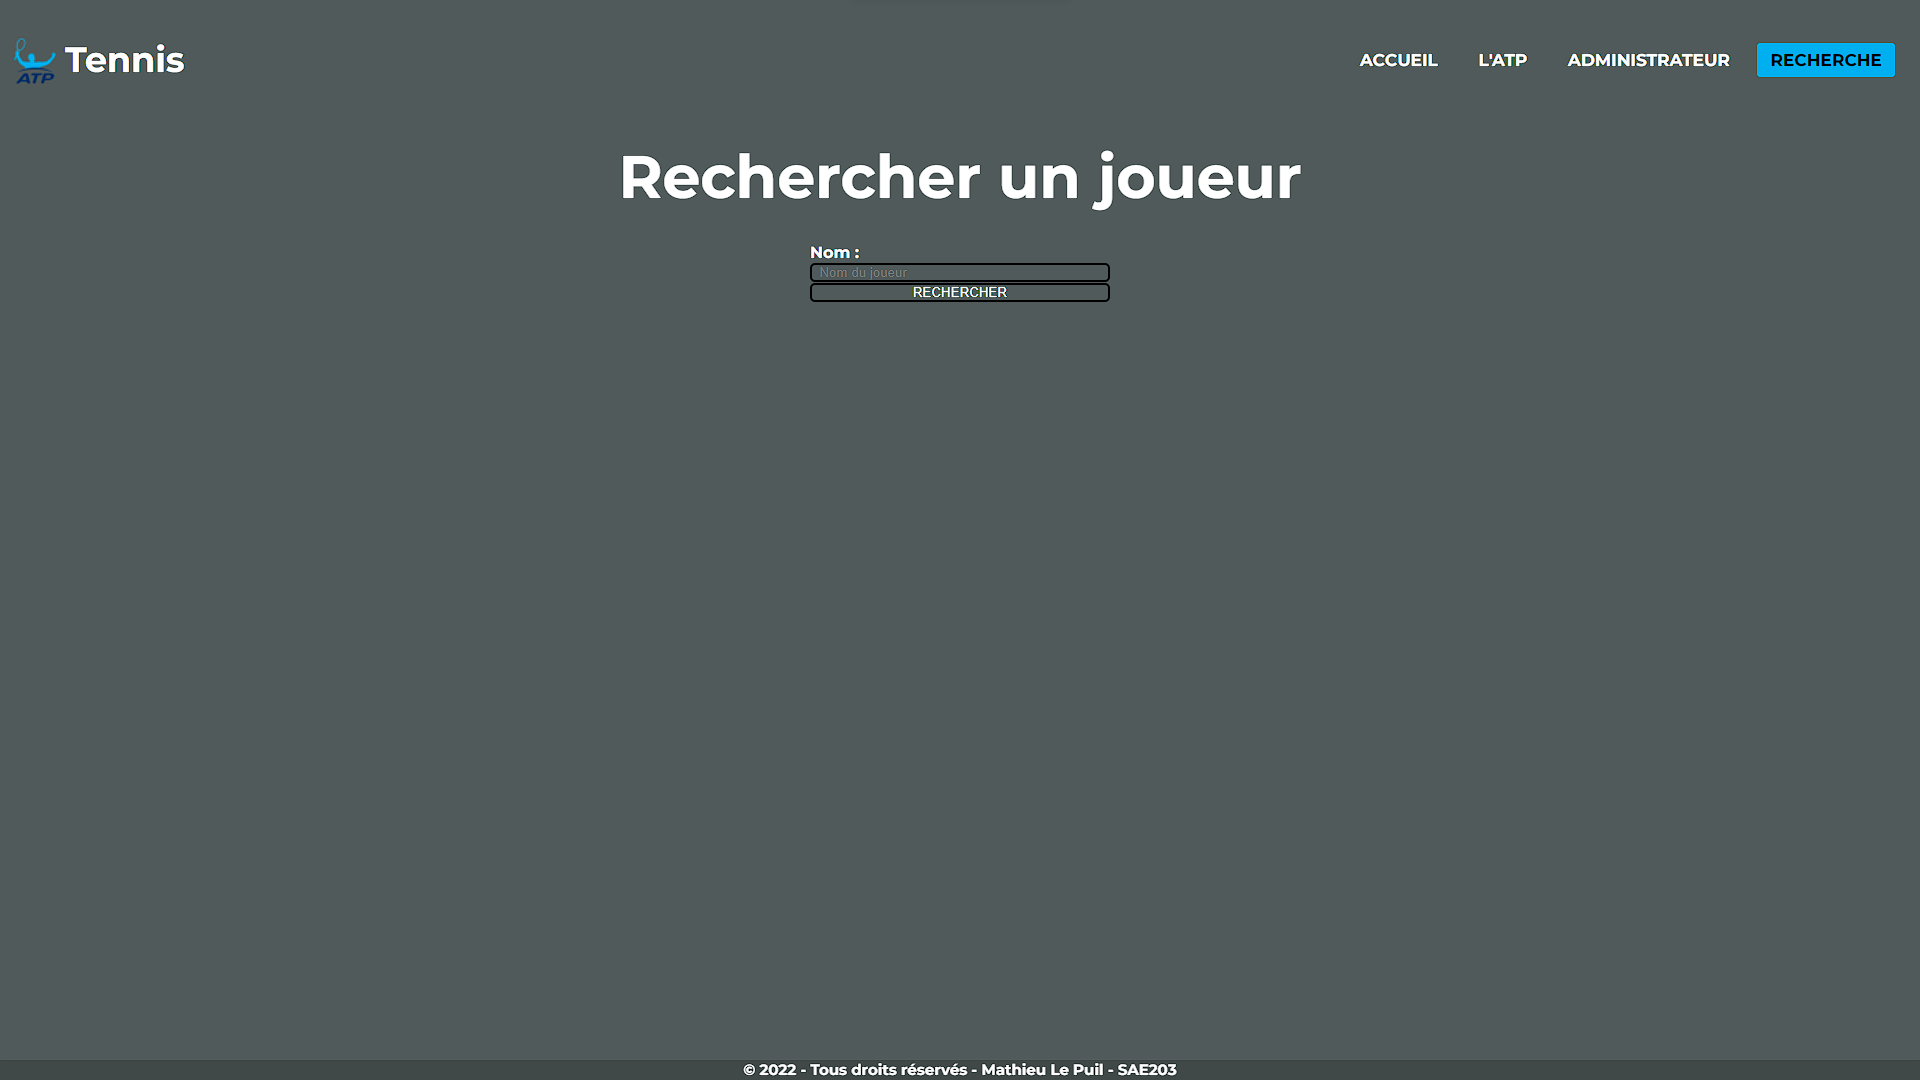 ATP
Tennis
ACCUEIL
L'ATP
ADMINISTRATEUR
RECHERCHE
Rechercher un joueur
Nom :
Nom du joueur
RECHERCHER
© 2022 - Tous droits réservés - Mathieu Le Puil - SAE203